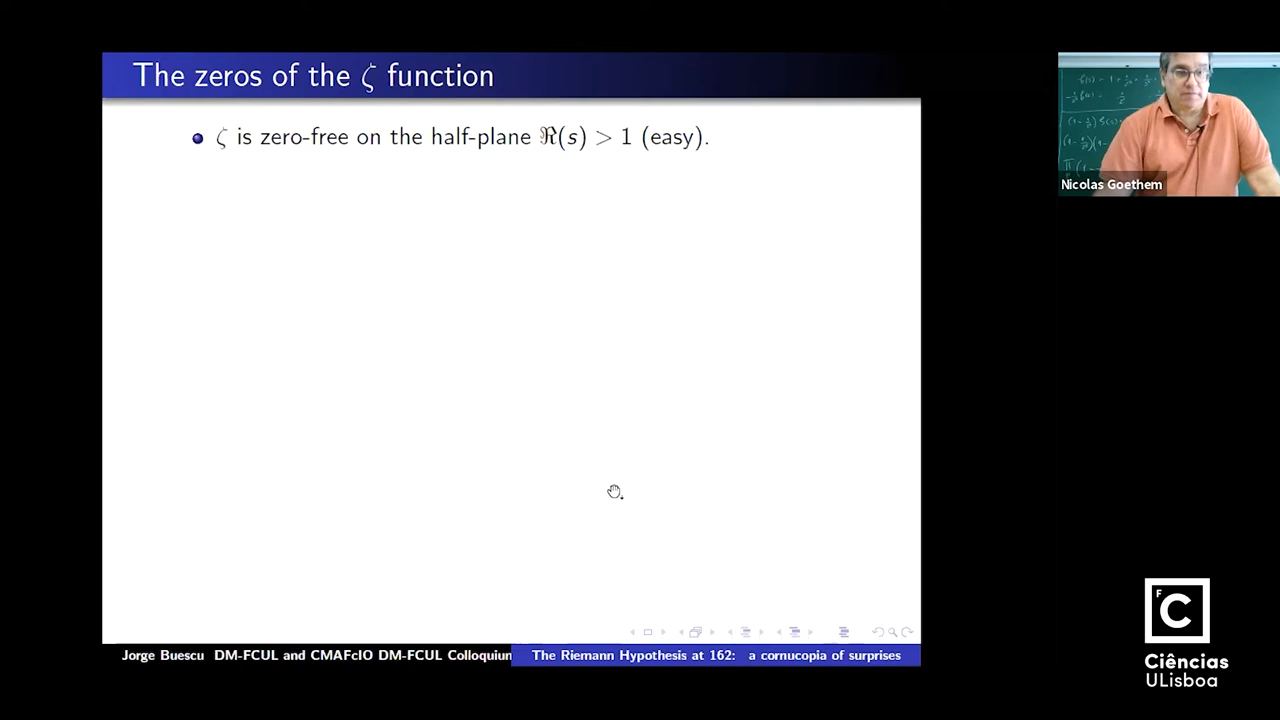 The zeros of the ζ function
ζ is zero-free on the half-plane ℜ(s) > 1 (easy).
Nicolas Goethem
Jorge Buescu DM-FCUL and CMAFcIO DM-FCUL Colloquium
The Riemann Hypothesis at 162: a cornucopia of surprises
F
C
Ciências
ULisboa